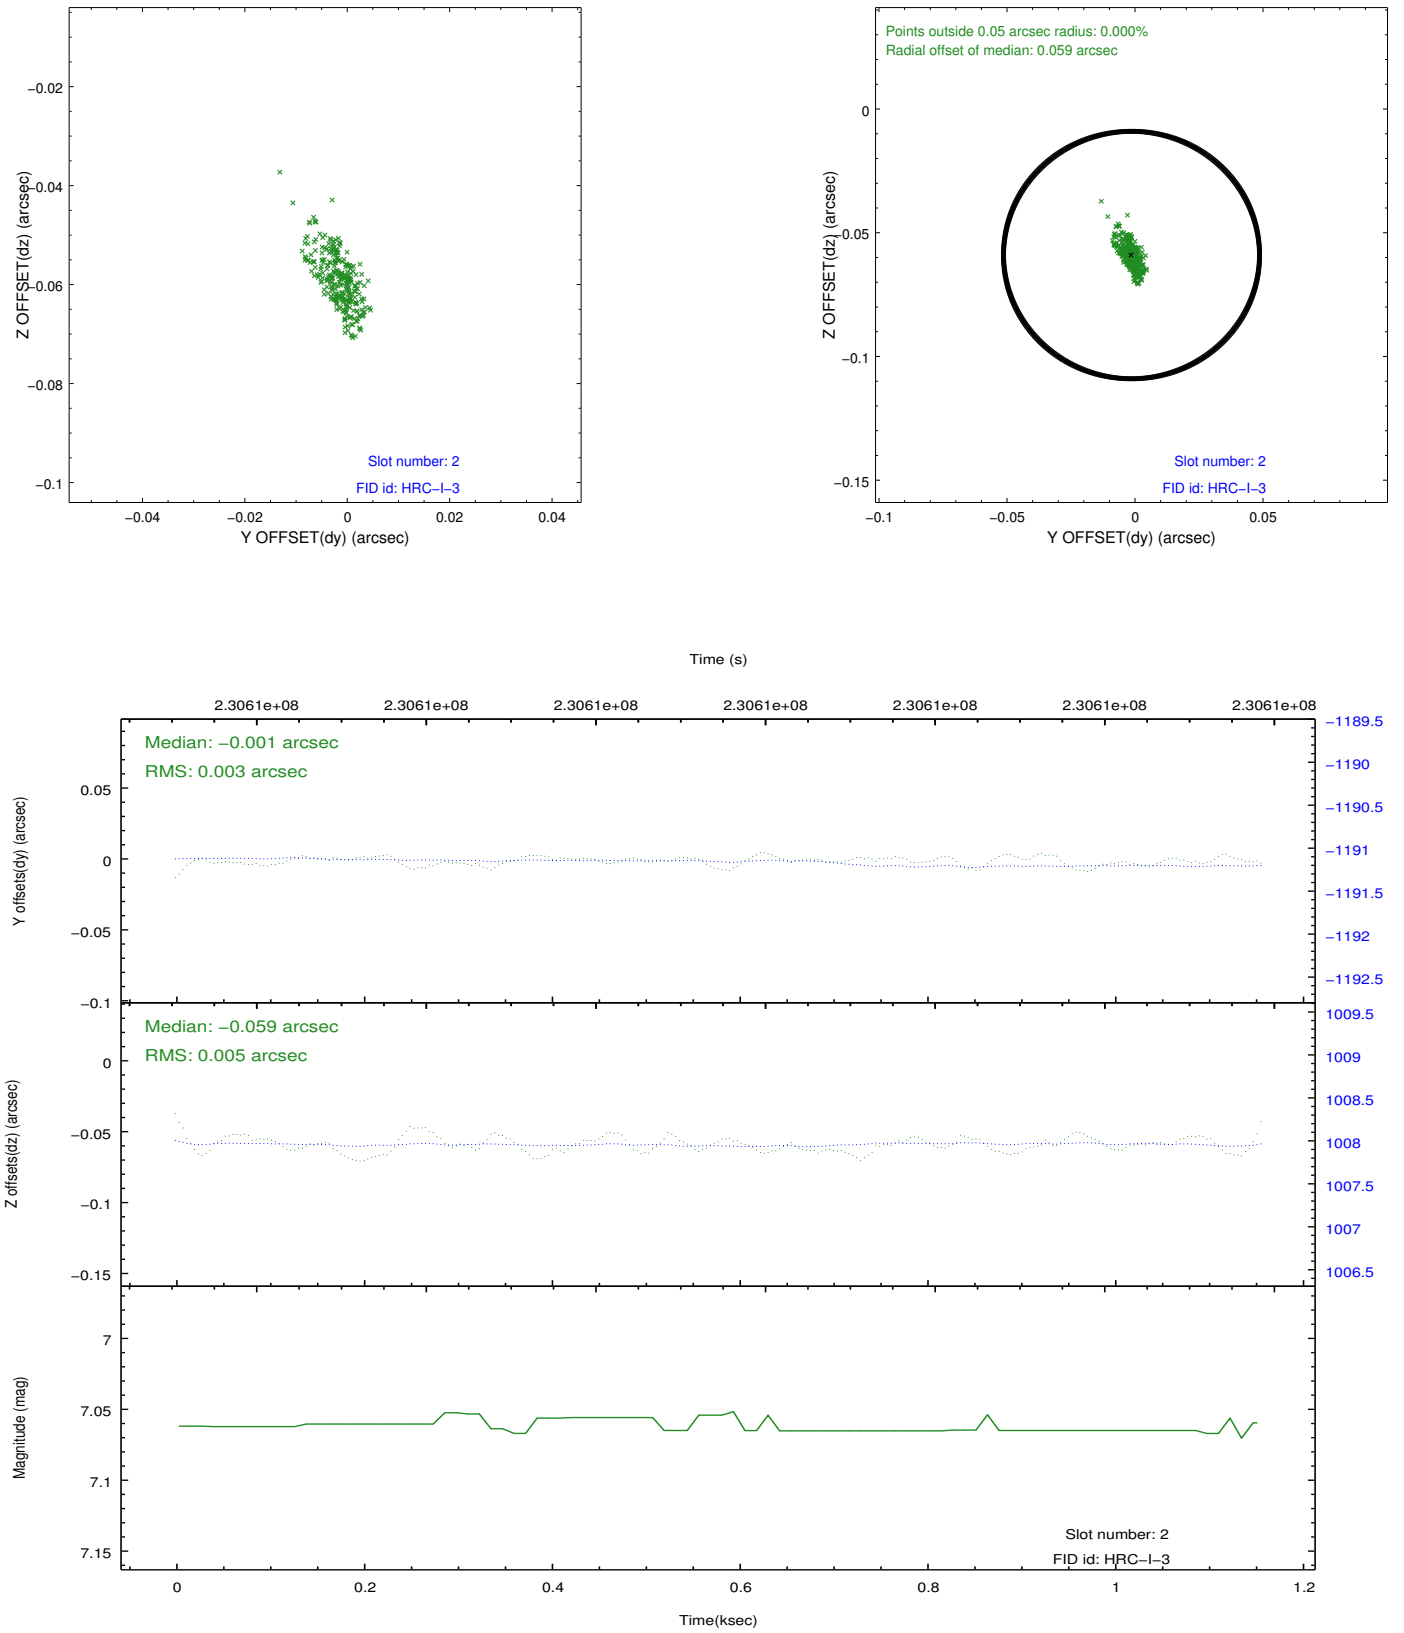 −0.02
−0.04
−0.06
−0.08
−0.1
Z OFFSET(dz) (arcsec)
Slot number: 2
FID id: HRC−I−3
−0.04
−0.02
0
0.02
0.04
Y OFFSET(dy) (arcsec)
Points outside 0.05 arcsec radius: 0.000%
Radial offset of median: 0.059 arcsec
0
−0.05
−0.1
−0.15
Z OFFSET(dz) (arcsec)
Slot number: 2
FID id: HRC−I−3
−0.1
−0.05
0
0.05
Y OFFSET(dy) (arcsec)
Time (s)
2.3061e+08
2.3061e+08
2.3061e+08
2.3061e+08
2.3061e+08
2.3061e+08
2.3061e+08
Median: −0.001 arcsec
RMS: 0.003 arcsec
Y offsets(dy) (arcsec)
0.05
0
−0.05
−0.1
−1189.5
−1190
−1190.5
−1191
−1191.5
−1192
−1192.5
Median: −0.059 arcsec
RMS: 0.005 arcsec
Z offsets(dz) (arcsec)
0
−0.05
−0.1
−0.15
1009.5
1009
1008.5
1008
1007.5
1007
1006.5
Magnitude (mag)
7
7.05
7.1
7.15
Slot number: 2
FID id: HRC−I−3
0
0.2
0.4
0.6
0.8
1
1.2
Time(ksec)